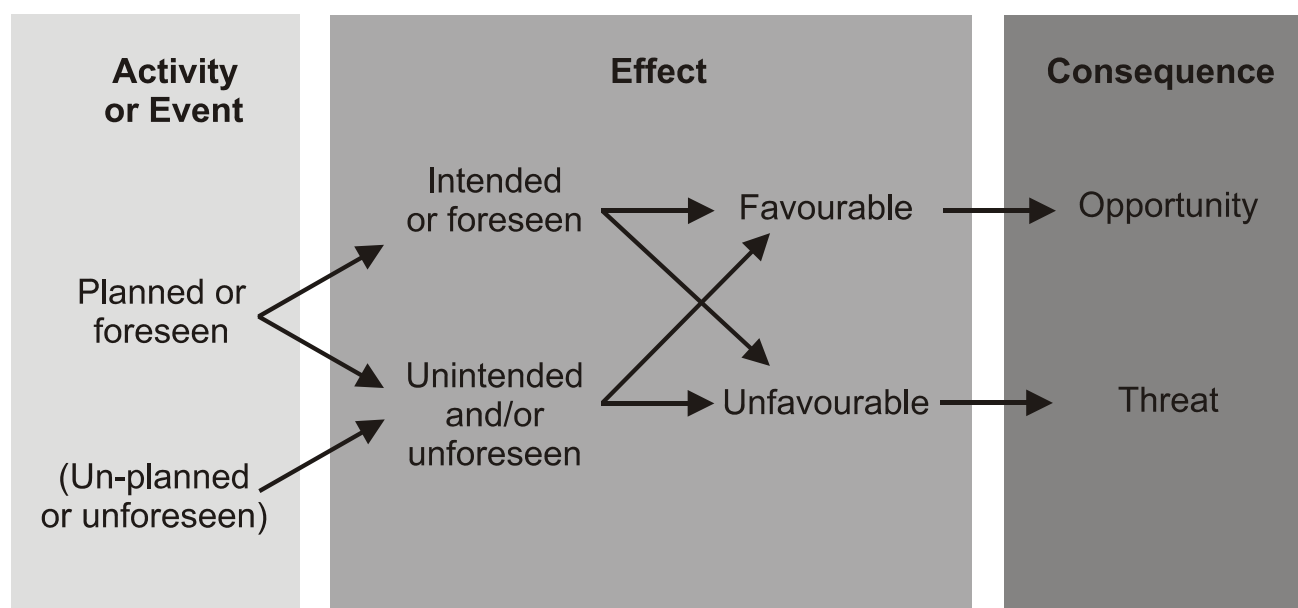 Activity
or Event
Effect
Consequence
Planned or
foreseen
(Un-planned
or unforeseen)
Intended
or foreseen
Unintended
and/or
unforeseen
Favourable
Unfavourable
Opportunity
Threat